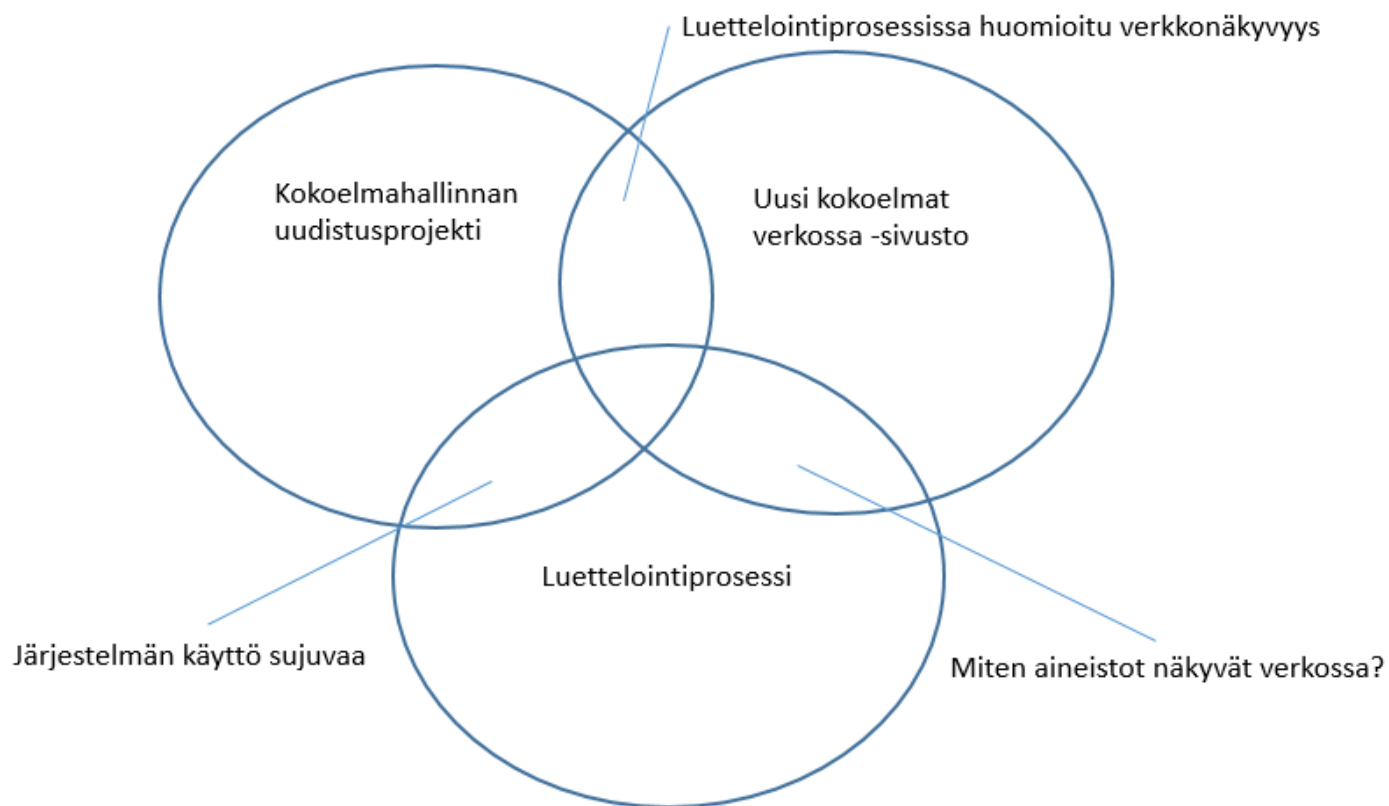 Luettelointiprosessissa huomioitu verkkonäkyvyys
Kokoelmahallinnan
uudistusprojekti
Uusi kokoelmat
verkossa -sivusto
Luettelointiprosessi
Järjestelmän käyttö sujuvaa
Miten aineistot näkyvät verkossa?